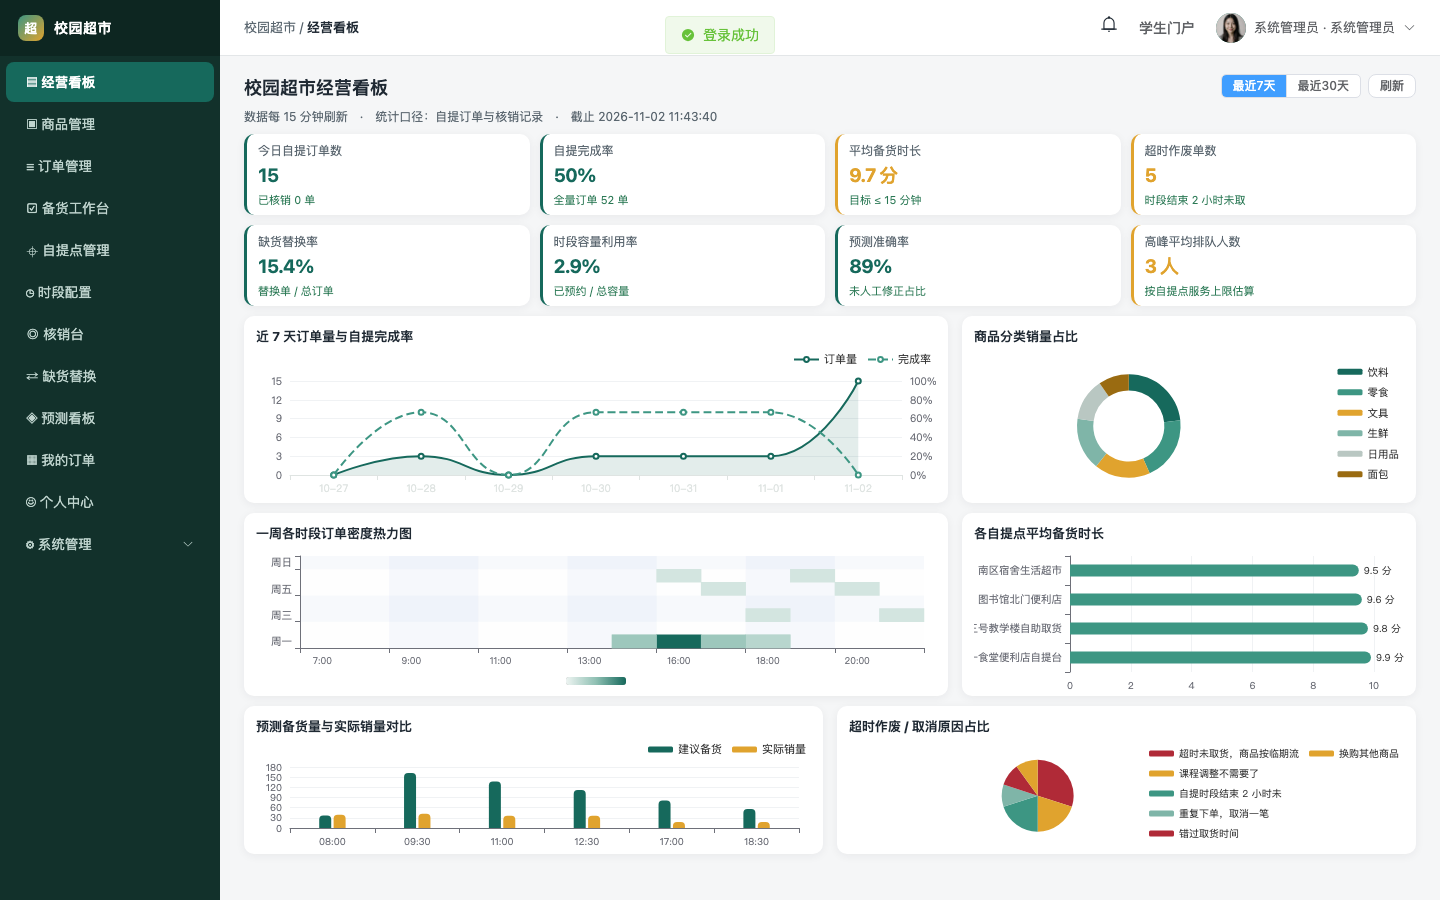 超 校园超市
经营看板
商品管理
订单管理
备货工作台
自提点管理
时段配置
核销台
缺货替换
预测看板
我的订单
个人中心
系统管理
校园超市 / 经营看板
登录成功
学生门户
系统管理员 · 系统管理员
校园超市经营看板
最近7天 最近30天 刷新
数据每 15 分钟刷新 · 统计口径：自提订单与核销记录 · 截止 2026-11-02 11:43:40
今日自提订单数
15
已核销 0 单
自提完成率
50%
全量订单 52 单
平均备货时长
9.7 分
目标 ≤ 15 分钟
超时作废单数
5
时段结束 2 小时未取
缺货替换率
15.4%
替换单 / 总订单
时段容量利用率
2.9%
已预约 / 总容量
预测准确率
89%
未人工修正占比
高峰平均排队人数
3 人
按自提点服务上限估算
近 7 天订单量与自提完成率
订单量 完成率
15 100%
12 80%
9 60%
6 40%
3 20%
0 0%
10-27 10-28 10-29 10-30 10-31 11-01 11-02
商品分类销量占比
饮料
零食
文具
生鲜
日用品
面包
一周各时段订单密度热力图
周日
周五
周三
周一
7:00 9:00 11:00 13:00 16:00 18:00 20:00
各自提点平均备货时长
南区宿舍生活超市 9.5 分
图书馆北门便利店 9.6 分
号教学楼自助取货 9.8 分
食堂便利店自提台 9.9 分
0 2 4 6 8 10
预测备货量与实际销量对比
建议备货 实际销量
180
150
120
90
60
30
0
08:00 09:30 11:00 12:30 17:00 18:30
超时作废 / 取消原因占比
超时未取货，商品按临期流 换购其他商品
课程调整不需要了
自提时段结束 2 小时未
重复下单，取消一笔
错过取货时间